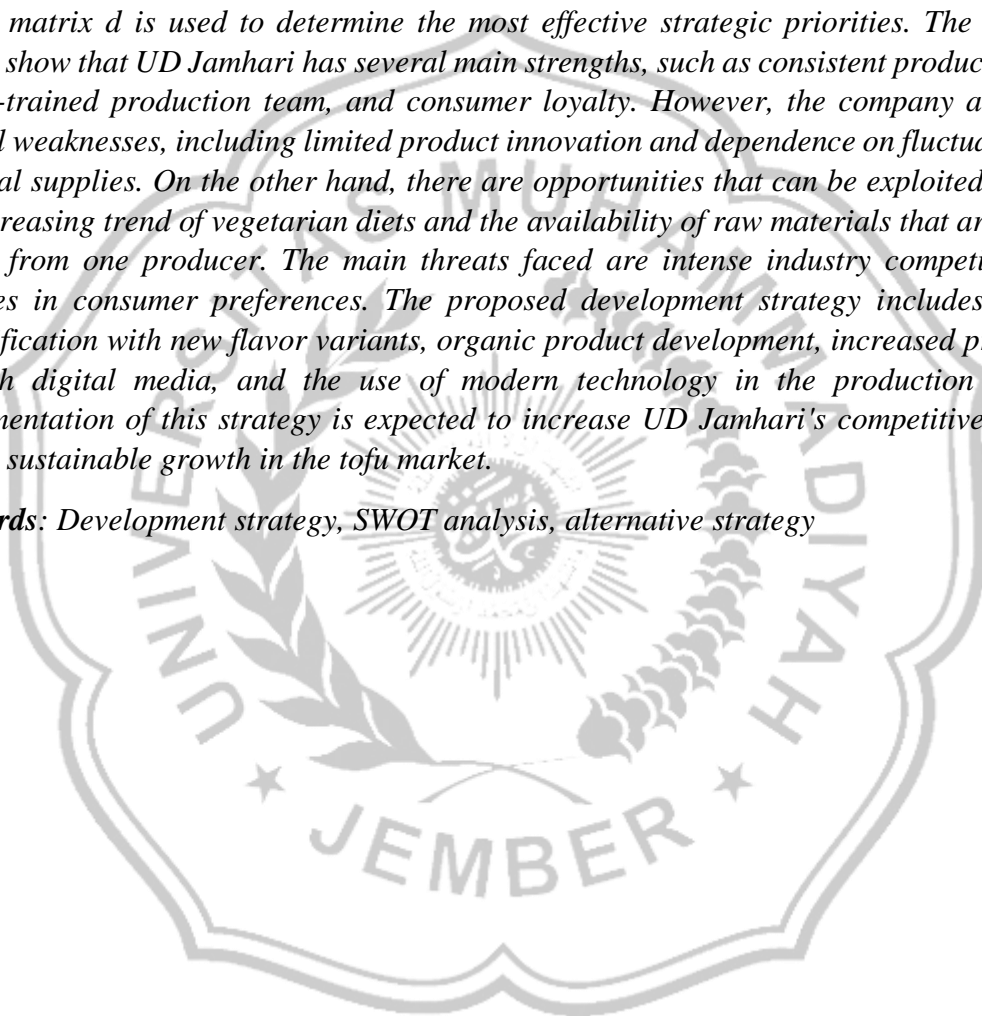 matrix d is used to determine the most effective strategic priorities. The
show that UD Jamhari has several main strengths, such as consistent produc
-trained production team, and consumer loyalty. However, the company a
l weaknesses, including limited product innovation and dependence on fluctuc
al supplies. On the other hand, there are opportunities that can be exploited
reasing trend of vegetarian diets and the availability of raw materials that ar
from one producer. The main threats faced are intense industry competit
es in consumer preferences. The proposed development strategy includes
ification with new flavor variants, organic product development, increased p
h digital media, and the use of modern technology in the production
mentation of this strategy is expected to increase UD Jamhari's competitive
sustainable growth in the tofu market.
rds: Development strategy, SWOT analysis, alternative strategy
UNIVERSITAS MUHAMMADIYAH
JEMBER